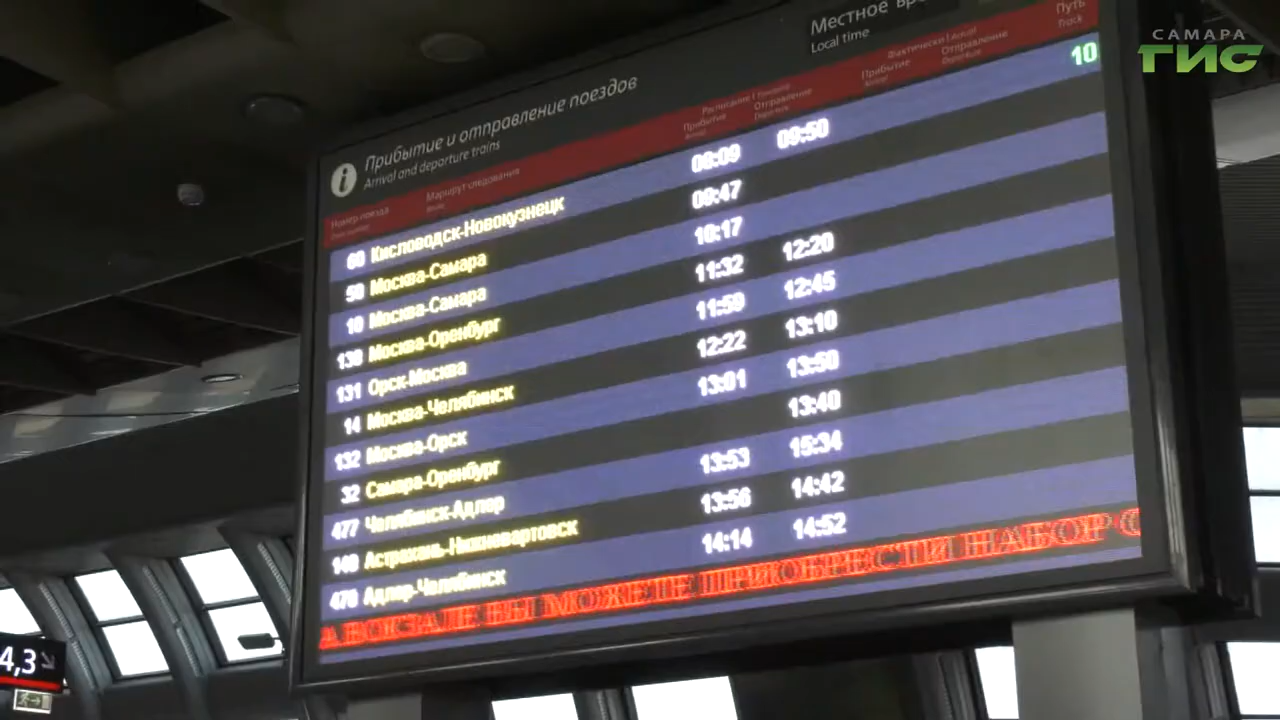 САМАРА
ГИС
Местное
Local time
Прибытие и отправление поездов
Arrival and departure trains
Номер поезда
Маршрут следования
Расписание
Прибытие
Отправление
Фактически
Прибытие
Отправление
Путь
Track
60 Кисловодск-Новокузнецк 08:09 09:50 10
50 Москва-Самара 09:47
10 Москва-Самара 10:17
130 Москва-Оренбург 11:32 12:20
131 Орск-Москва 11:59 12:45
14 Москва-Челябинск 12:22 13:10
132 Москва-Орск 13:01 13:50
32 Самара-Оренбург 13:40
477 Челябинск-Адлер 13:53 15:34
140 Астрахань-Нижневартовск 13:56 14:42
478 Адлер-Челябинск 14:14 14:52
АВОКЗАЛЕ ВЫ МОЖЕТЕ ПРИОБРЕСТИ НАБОР С
4,3